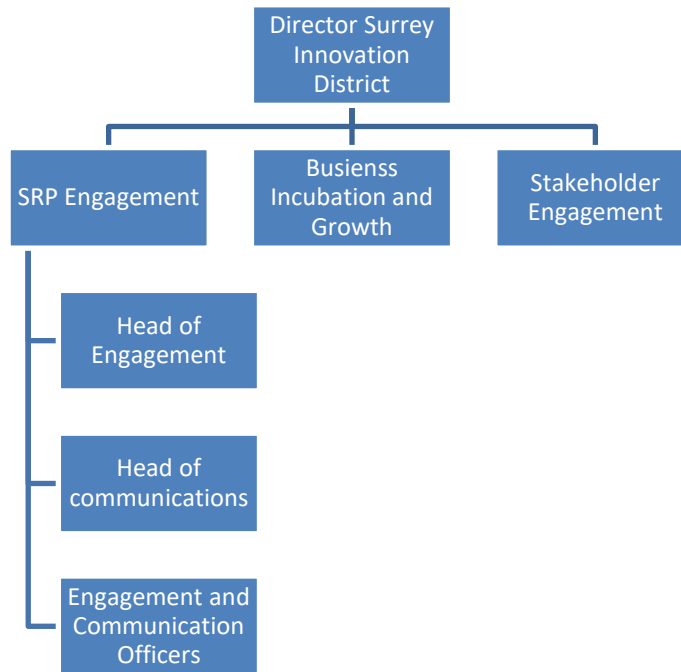 Director Surrey
Innovation
District
SRP Engagement
Busienss
Incubation and
Growth
Stakeholder
Engagement
Head of
Engagement
Head of
communications
Engagement and
Communication
Officers